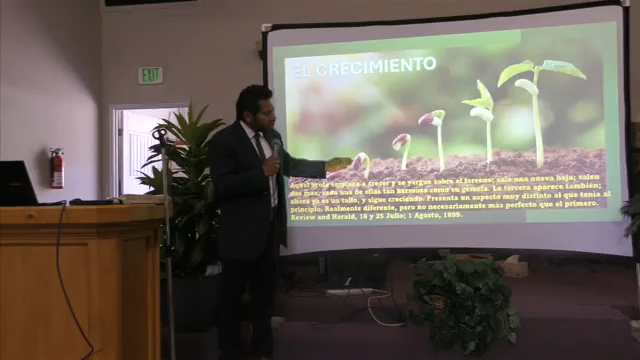 EXIT
EL CRECIMIENTO
Aquel brote empieza a crecer y se yergue sobre el terreno; sale una nueva hoja; salen
dos mas, cada una de ellas tan hermosa como su gemela. La tercera aparece también;
ahora ya es un tallo, y sigue creciendo. Presenta un aspecto muy distinto al que tenía al
principio. Realmente diferente, pero no necesariamente más perfecto que el primero.
Review and Herald, 18 y 25 Julio; 1 Agosto, 1899.